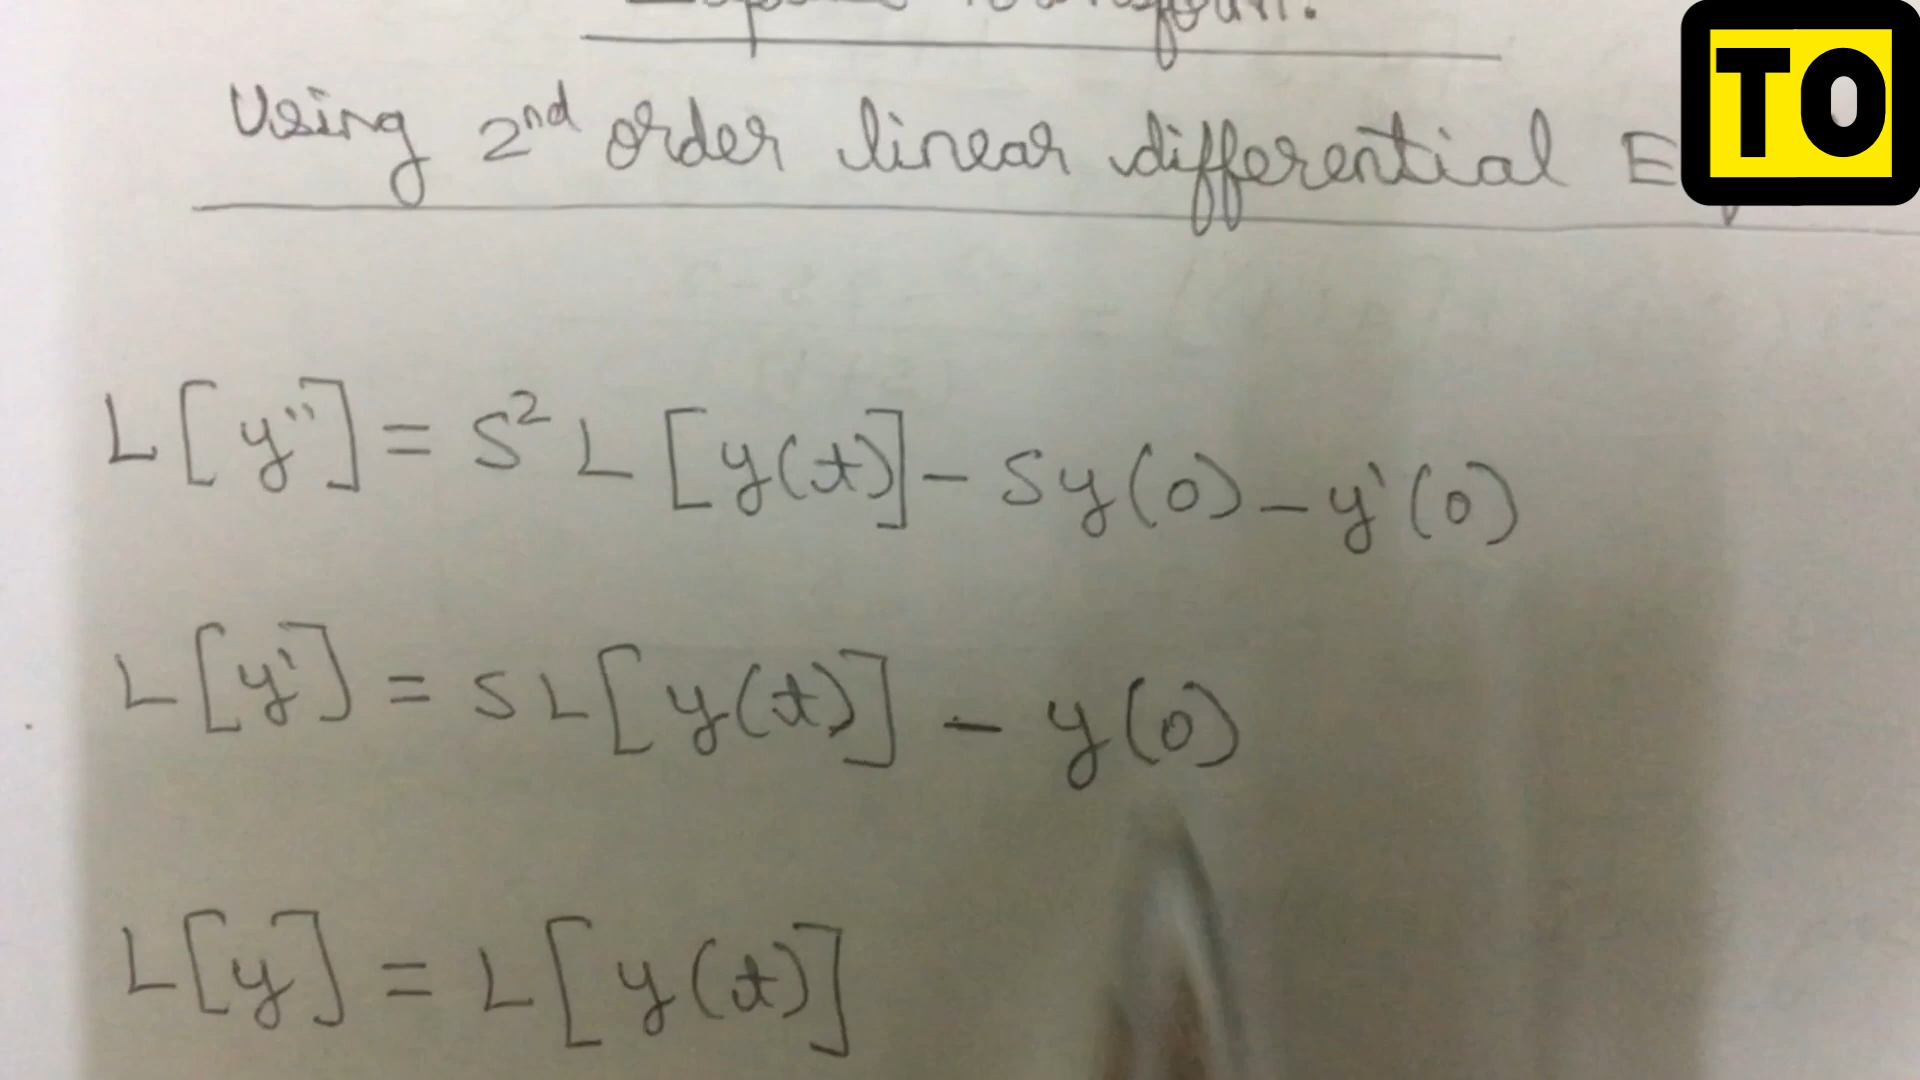 Using 2nd order linear differential
TO
L[y''] = S² L [y(t)] - Sy(0) - y'(0)
L[y'] = SL[y(t)] - y(0)
L[y] = L[y(t)]